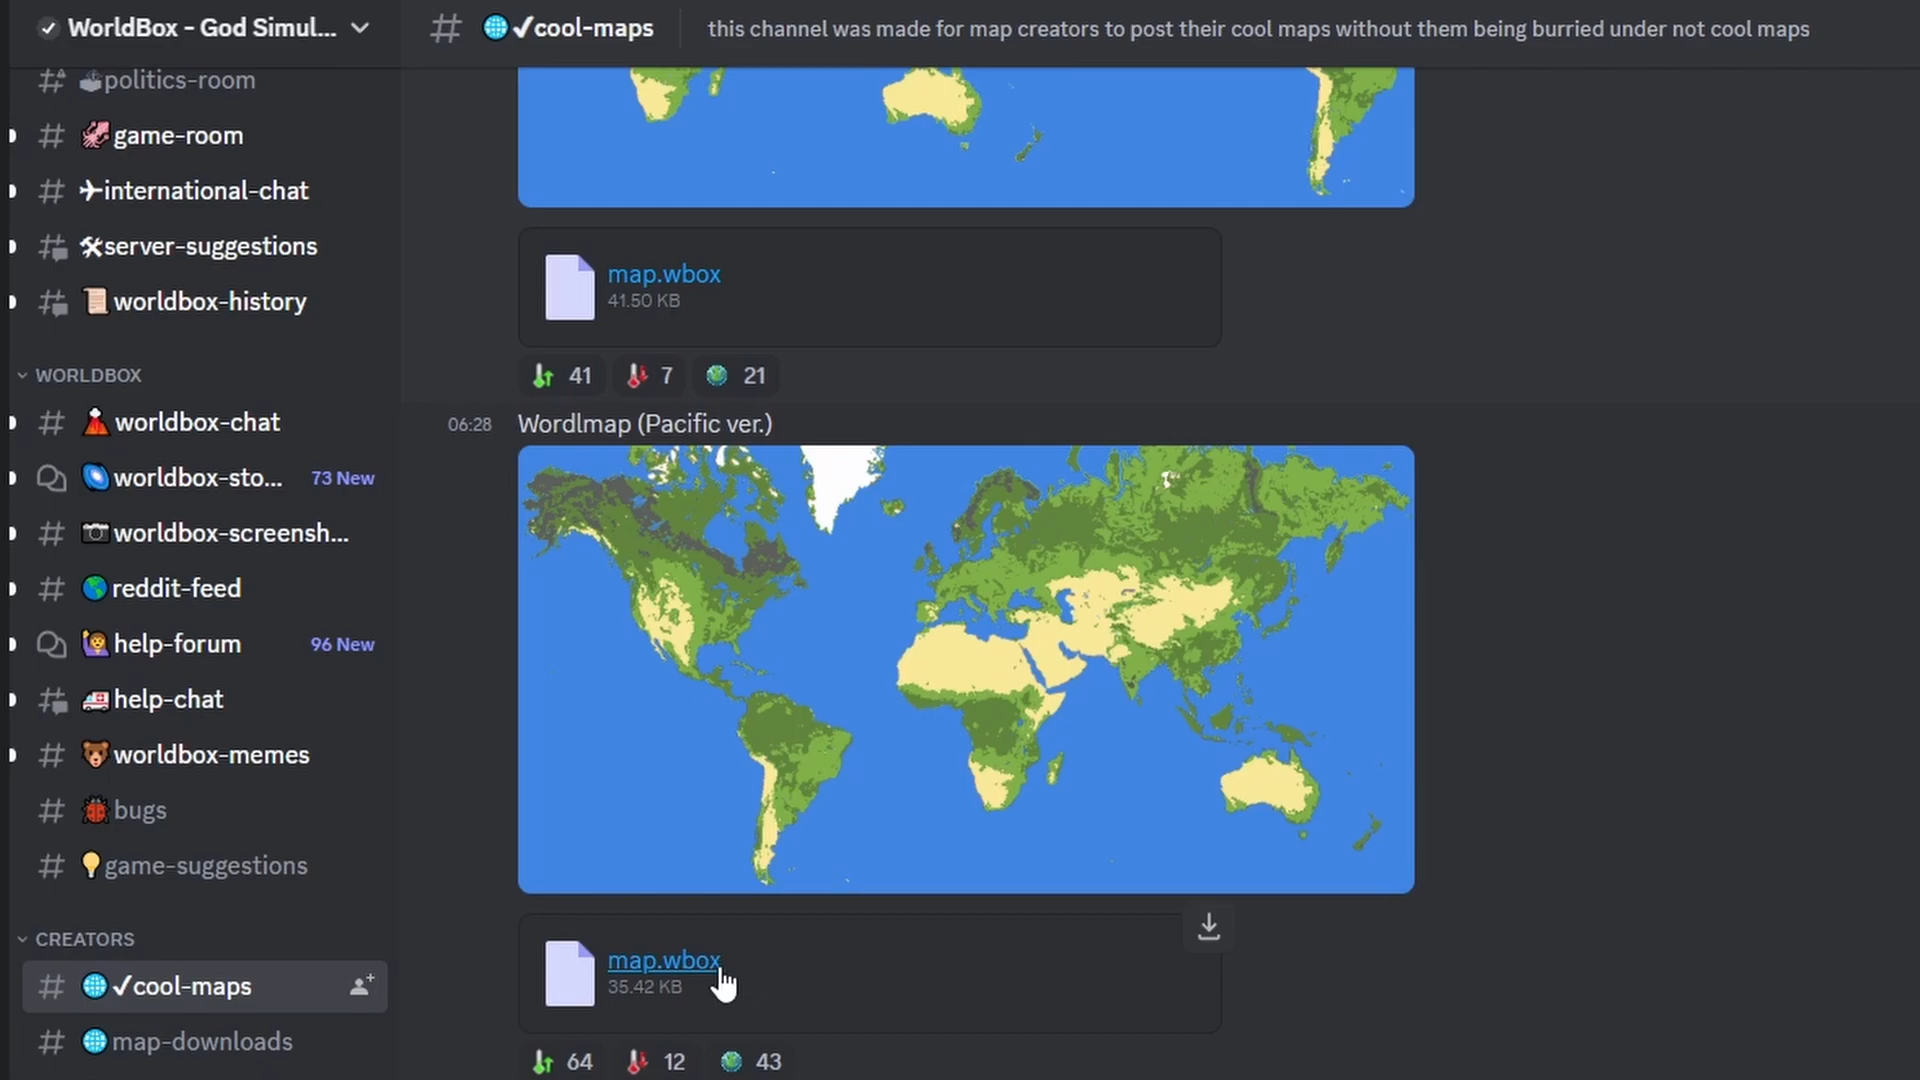 WorldBox - God Simul...
politics-room
game-room
international-chat
server-suggestions
worldbox-history
WORLDBOX
worldbox-chat
worldbox-sto... 73 New
worldbox-screensh...
reddit-feed
help-forum 96 New
help-chat
worldbox-memes
bugs
game-suggestions
CREATORS
✓cool-maps
map-downloads
# ✓cool-maps
this channel was made for map creators to post their cool maps without them being burried under not cool maps
map.wbox
41.50 KB
41 7 21
06:28 Wordlmap (Pacific ver.)
map.wbox
35.42 KB
64 12 43